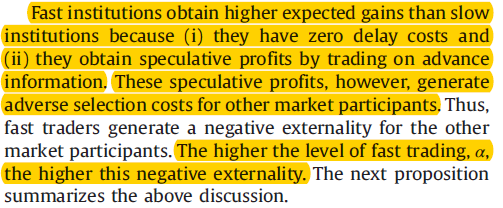 Fast institutions obtain higher expected gains than slow
institutions because (i) they have zero delay costs and
(ii) they obtain speculative profits by trading on advance
information. These speculative profits, however, generate
adverse selection costs for other market participants. Thus,
fast traders generate a negative externality for the other
market participants. The higher the level of fast trading, α,
the higher this negative externality. The next proposition
summarizes the above discussion.